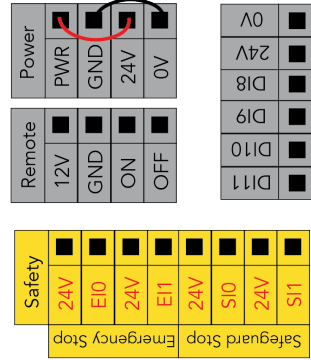 Power
PWR
GND
24V
0V
Remote
12V
GND
ON
OFF
0V
24V
DI8
DI9
DI10
DI11
Safety
24V
EI0
24V
EI1
24V
SI0
24V
SI1
Emergency Stop
Safeguard Stop